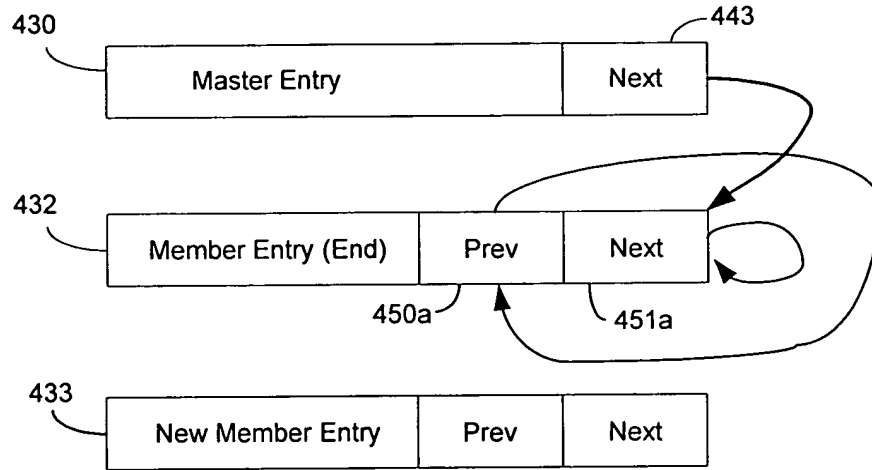 430
443
Master Entry
Next
432
Member Entry (End)
Prev
Next
450a
451a
433
New Member Entry
Prev
Next